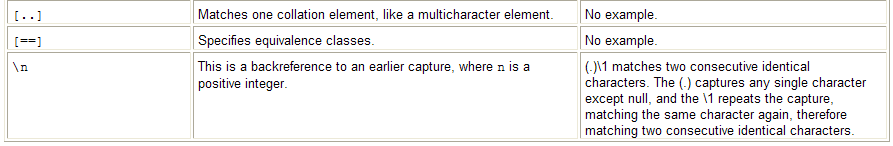 [..] Matches one collation element, like a multicharacter element. No example.
[==] Specifies equivalence classes. No example.
\n This is a backreference to an earlier capture, where n is a (.)\1 matches two consecutive identical
positive integer. characters. The (.) captures any single character
except null, and the \1 repeats the capture,
matching the same character again, therefore
matching two consecutive identical characters.